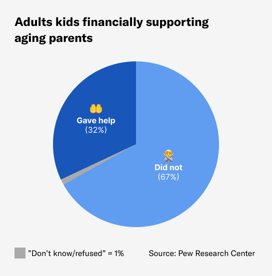 Adults kids financially supporting
aging parents
Gave help
(32%)
Did not
(67%)
"Don't know/refused" = 1%
Source: Pew Research Center